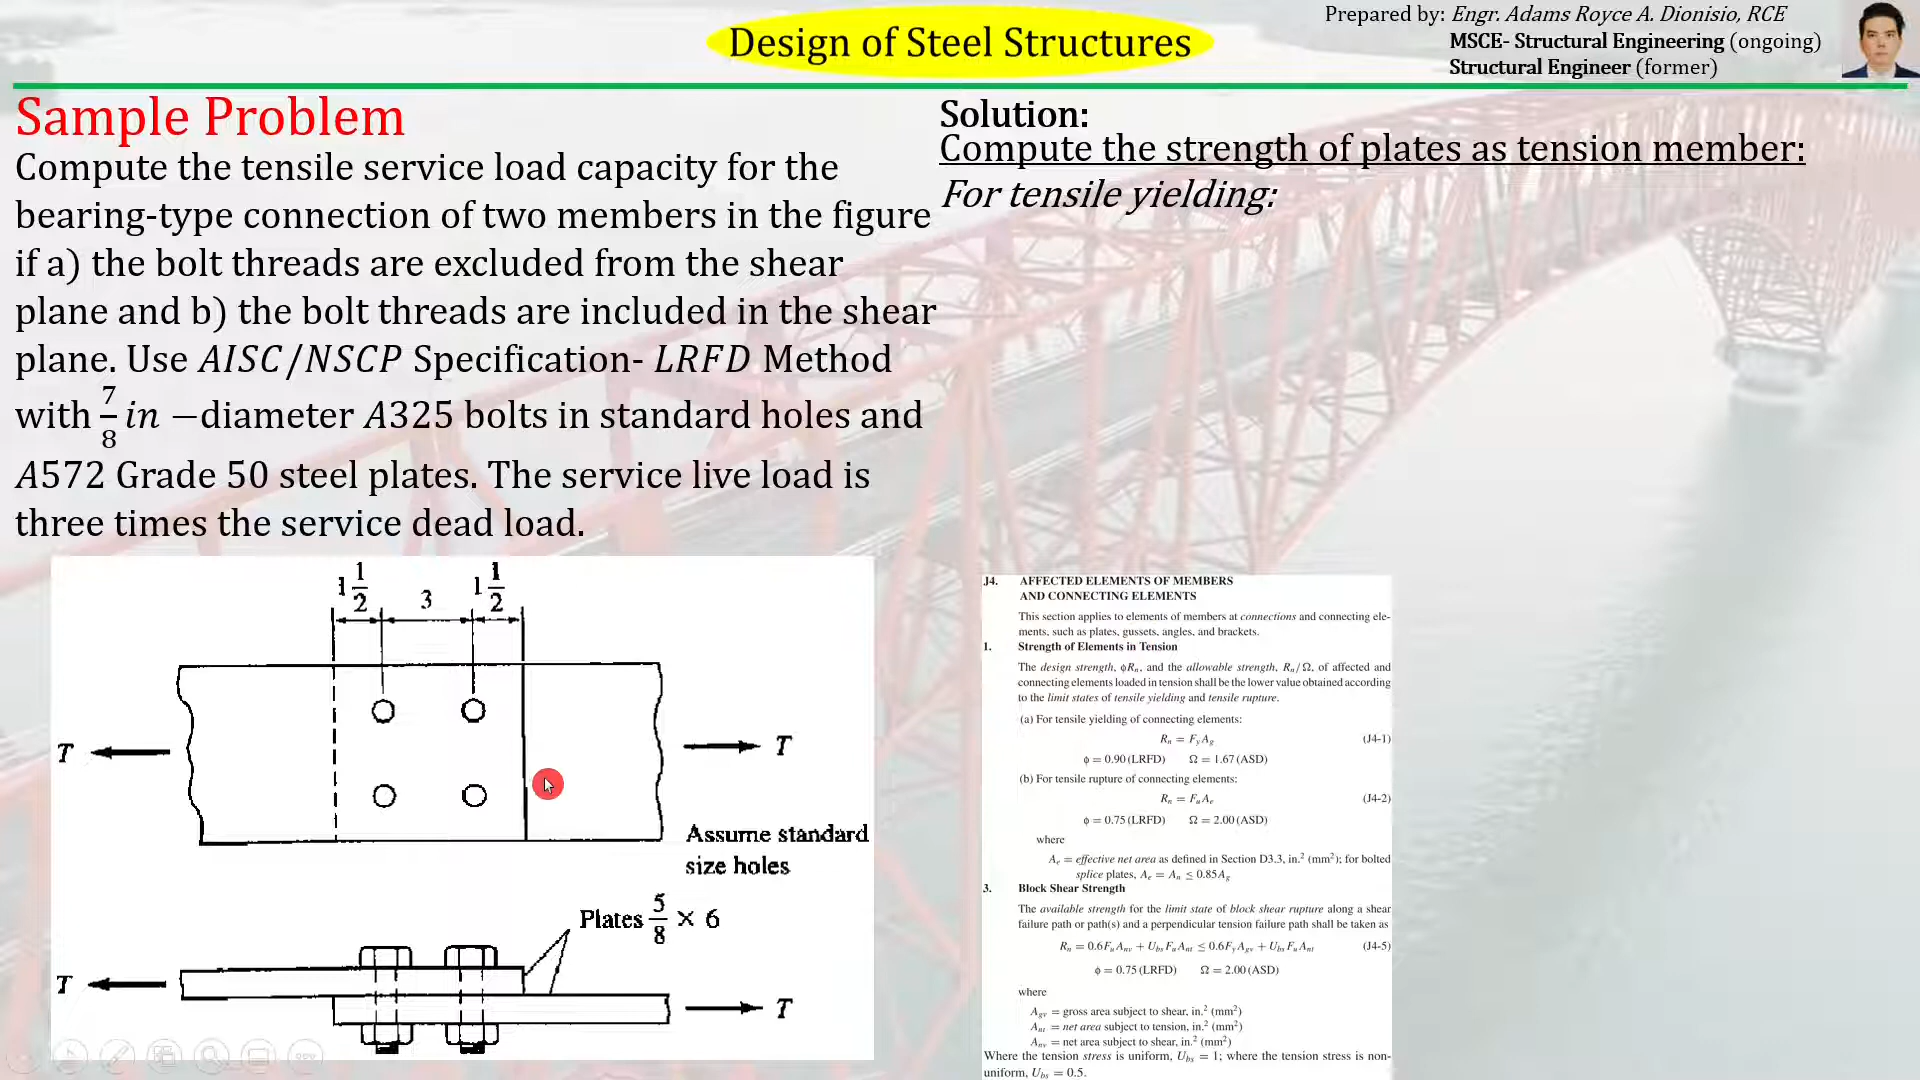 Design of Steel Structures
Prepared by: Engr. Adams Royce A. Dionisio, RCE
MSCE- Structural Engineering (ongoing)
Structural Engineer (former)
Sample Problem
Compute the tensile service load capacity for the
bearing-type connection of two members in the figure
if a) the bolt threads are excluded from the shear
plane and b) the bolt threads are included in the shear
plane. Use AISC/NSCP Specification- LRFD Method
with 7/8 in −diameter A325 bolts in standard holes and
A572 Grade 50 steel plates. The service live load is
three times the service dead load.
1 1/2
3
1 1/2
T
T
Assume standard
size holes
Plates 5/8 × 6
T
T
Solution:
Compute the strength of plates as tension member:
For tensile yielding:
J4. AFFECTED ELEMENTS OF MEMBERS
AND CONNECTING ELEMENTS
This section applies to elements of members at connections and connecting ele-
ments, such as plates, gussets, angles, and brackets.
1. Strength of Elements in Tension
The design strength, ϕRn, and the allowable strength, Rn/Ω, of affected and
connecting elements loaded in tension shall be the lower value obtained according
to the limit states of tensile yielding and tensile rupture.
(a) For tensile yielding of connecting elements:
Rn = FyAg (J4-1)
ϕ = 0.90 (LRFD) Ω = 1.67 (ASD)
(b) For tensile rupture of connecting elements:
Rn = FuAe (J4-2)
ϕ = 0.75 (LRFD) Ω = 2.00 (ASD)
where
Ae = effective net area as defined in Section D3.3, in.² (mm²); for bolted
splice plates, Ae = An ≤ 0.85Ag
3. Block Shear Strength
The available strength for the limit state of block shear rupture along a shear
failure path or path(s) and a perpendicular tension failure path shall be taken as
Rn = 0.6FuAnv + UbsFuAnt ≤ 0.6FyAgv + UbsFuAnt (J4-5)
ϕ = 0.75 (LRFD) Ω = 2.00 (ASD)
where
Agv = gross area subject to shear, in.² (mm²)
Ant = net area subject to tension, in.² (mm²)
Anv = net area subject to shear, in.² (mm²)
Where the tension stress is uniform, Ubs = 1; where the tension stress is non-
uniform, Ubs = 0.5.